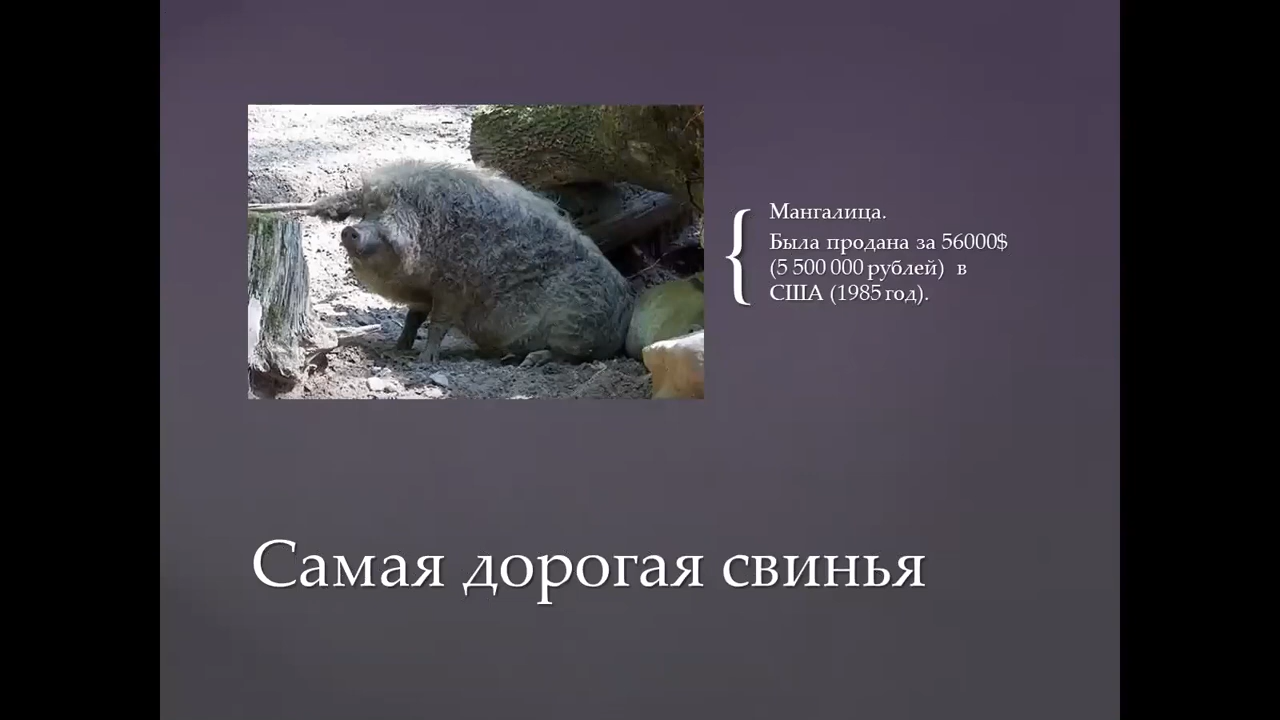 Мангалица.
Была продана за 56000$
(5 500 000 рублей) в
США (1985 год).
Самая дорогая свинья